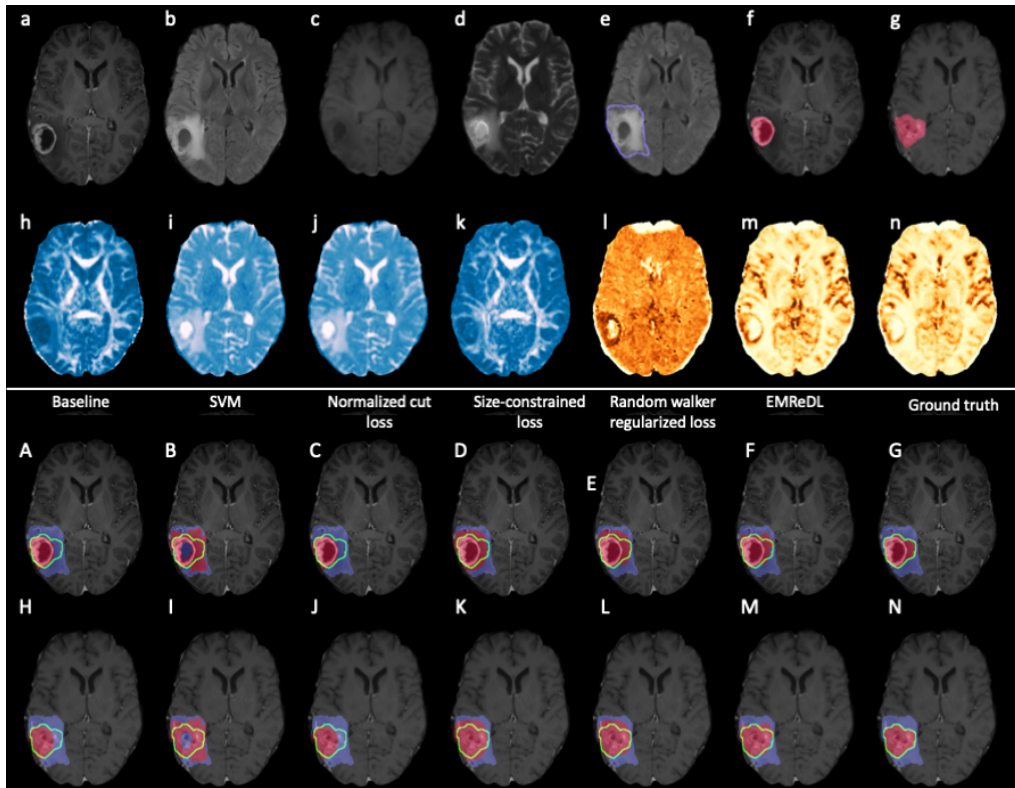 a b c d e f g
h i j k l m n
Baseline SVM Normalized cut Size-constrained Random walker EMReDL Ground truth
loss loss regularized loss
A B C D E F G
H I J K L M N